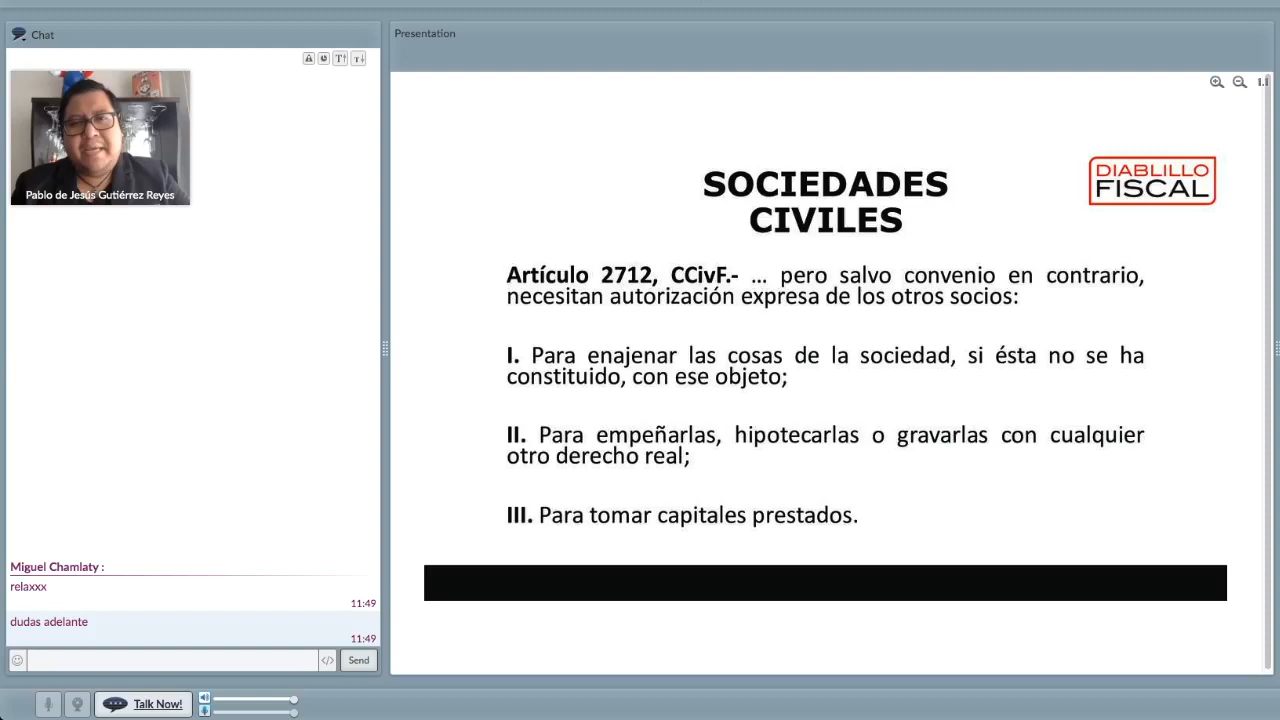 Chat
Pablo de Jesús Gutiérrez Reyes
Miguel Chamlaty :
relaxxx
11:49
dudas adelante
11:49
Send
Talk Now!
Presentation
1:1
DIABLILLO
FISCAL
SOCIEDADES
CIVILES
Artículo 2712, CCivF.- ... pero salvo convenio en contrario,
necesitan autorización expresa de los otros socios:
I. Para enajenar las cosas de la sociedad, si ésta no se ha
constituido, con ese objeto;
II. Para empeñarlas, hipotecarlas o gravarlas con cualquier
otro derecho real;
III. Para tomar capitales prestados.